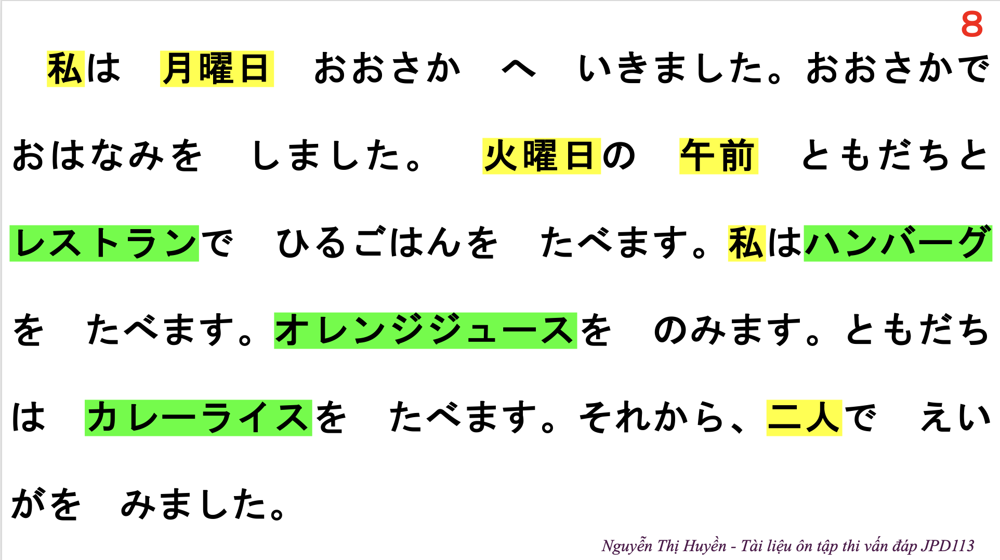 8
私は　月曜日　おおさか　へ　いきました。おおさかで
おはなみを　しました。　火曜日の　午前　ともだちと
レストランで　ひるごはんを　たべます。私はハンバーグ
を　たべます。オレンジジュースを　のみます。ともだち
は　カレーライスを　たべます。それから、二人で　えい
がを　みました。
Nguyễn Thị Huyền - Tài liệu ôn tập thi vấn đáp JPD113